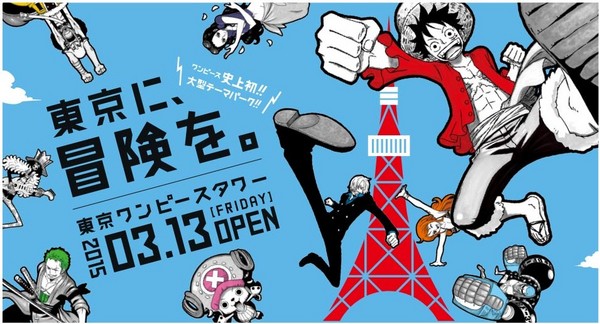 ワンピース史上初!!
大型テーマパーク!!
東京に、
冒険を。
東京ワンピースタワー
2015 03.13 [FRIDAY] OPEN